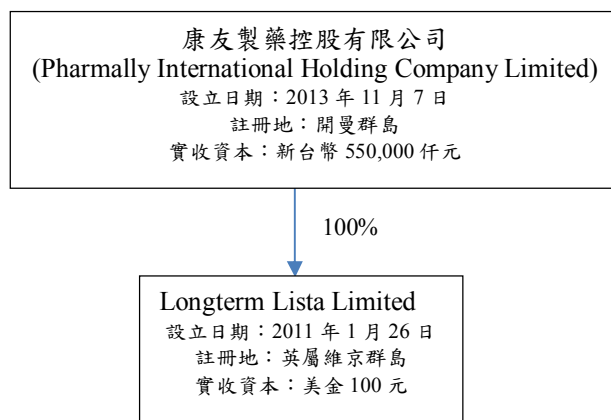 康友製藥控股有限公司
(Pharmally International Holding Company Limited)
設立日期：2013 年 11 月 7 日
註冊地：開曼群島
實收資本：新台幣 550,000 仟元
100%
Longterm Lista Limited
設立日期：2011 年 1 月 26 日
註冊地：英屬維京群島
實收資本：美金 100 元